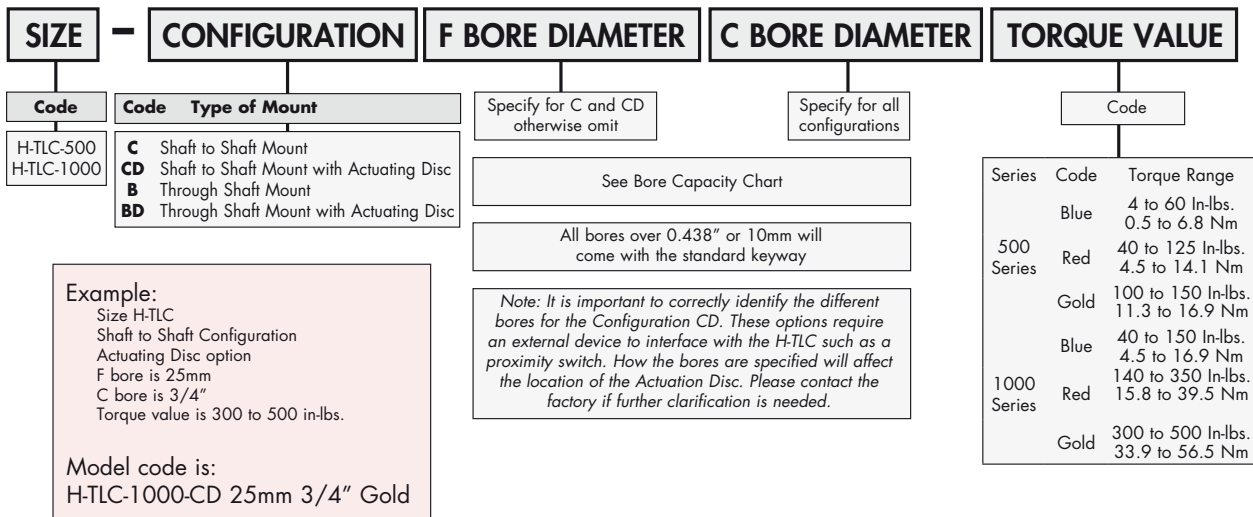 SIZE - CONFIGURATION F BORE DIAMETER C BORE DIAMETER TORQUE VALUE
Code
H-TLC-500
H-TLC-1000
Code Type of Mount
C Shaft to Shaft Mount
CD Shaft to Shaft Mount with Actuating Disc
B Through Shaft Mount
BD Through Shaft Mount with Actuating Disc
Specify for C and CD
otherwise omit
Specify for all
configurations
See Bore Capacity Chart
All bores over 0.438" or 10mm will
come with the standard keyway
Note: It is important to correctly identify the different
bores for the Configuration CD. These options require
an external device to interface with the H-TLC such as a
proximity switch. How the bores are specified will affect
the location of the Actuation Disc. Please contact the
factory if further clarification is needed.
Code
Series Code Torque Range
500
Series
Blue 4 to 60 In-lbs.
0.5 to 6.8 Nm
Red 40 to 125 In-lbs.
4.5 to 14.1 Nm
Gold 100 to 150 In-lbs.
11.3 to 16.9 Nm
1000
Series
Blue 40 to 150 In-lbs.
4.5 to 16.9 Nm
Red 140 to 350 In-lbs.
15.8 to 39.5 Nm
Gold 300 to 500 In-lbs.
33.9 to 56.5 Nm
Example:
Size H-TLC
Shaft to Shaft Configuration
Actuating Disc option
F bore is 25mm
C bore is 3/4"
Torque value is 300 to 500 in-lbs.
Model code is:
H-TLC-1000-CD 25mm 3/4" Gold